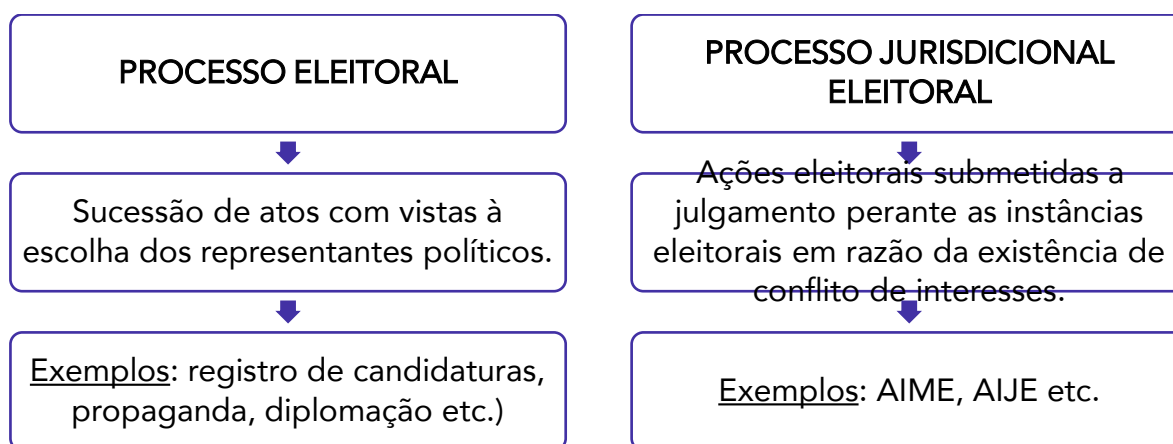 PROCESSO ELEITORAL
Sucessão de atos com vistas à
escolha dos representantes políticos.
Exemplos: registro de candidaturas,
propaganda, diplomação etc.)
PROCESSO JURISDICIONAL
ELEITORAL
Ações eleitorais submetidas a
julgamento perante as instâncias
eleitorais em razão da existência de
conflito de interesses.
Exemplos: AIME, AIJE etc.